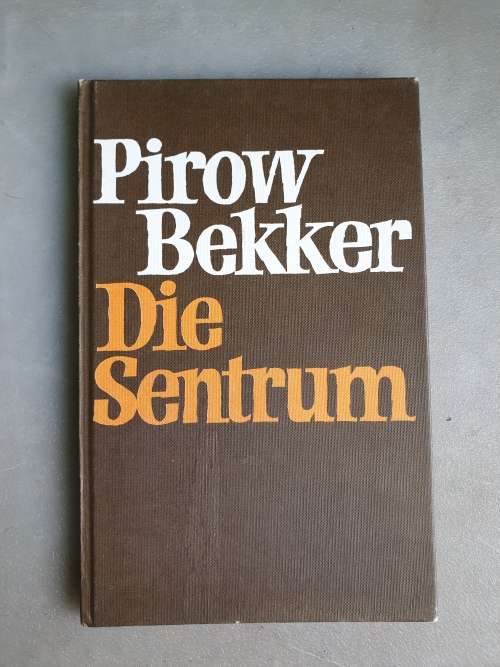 Pirow
Bekker
Die
Sentrum